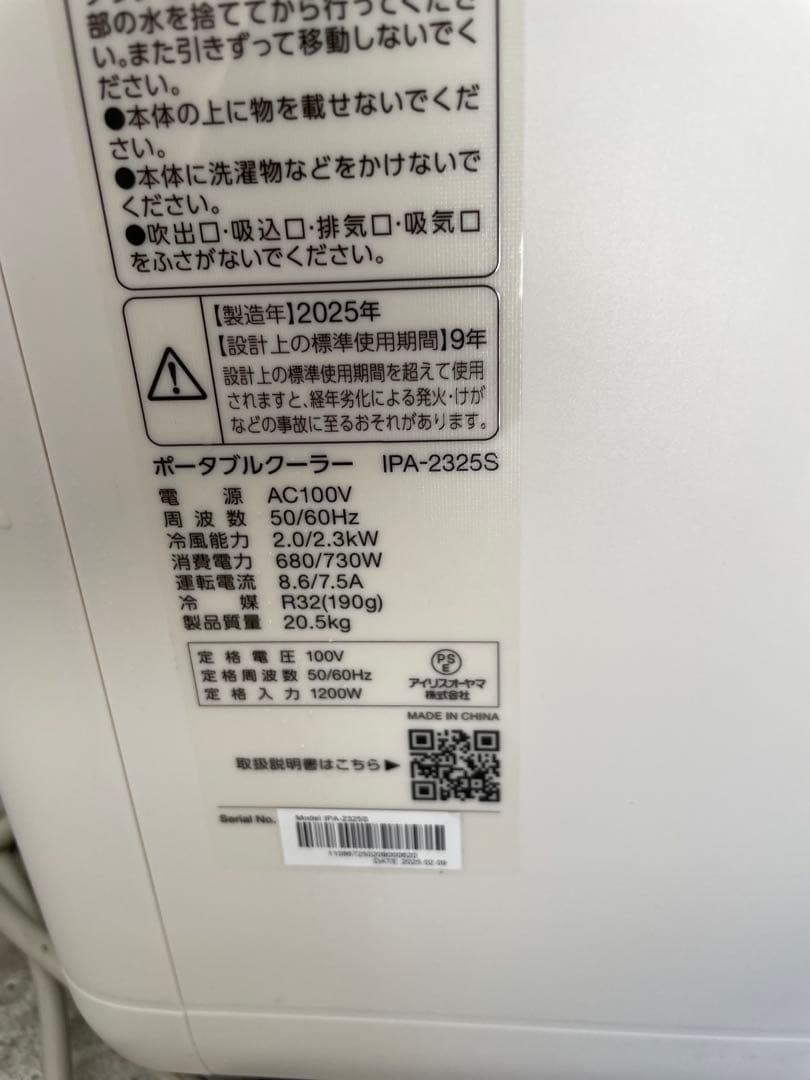 部の水を捨ててから行ってくださ
い。また引きずって移動しないでく
ださい。
●本体の上に物を載せないでくだ
さい。
●本体に洗濯物などをかけないで
ください。
●吹出口・吸込口・排気口・吸気口
をふさがないでください。
【製造年】2025年
【設計上の標準使用期間】9年
設計上の標準使用期間を超えて使用
されますと、経年劣化による発火・けが
などの事故に至るおそれがあります。
ポータブルクーラー IPA-2325S
電源 AC100V
周波数 50/60Hz
冷風能力 2.0/2.3kW
消費電力 680/730W
運転電流 8.6/7.5A
冷媒 R32(190g)
製品質量 20.5kg
定格電圧 100V
定格周波数 50/60Hz
定格入力 1200W
PSE
アイリスオーヤマ
株式会社
MADE IN CHINA
取扱説明書はこちら▶
Serial No.
Model IPA-2325S
DATE 2025.02.09